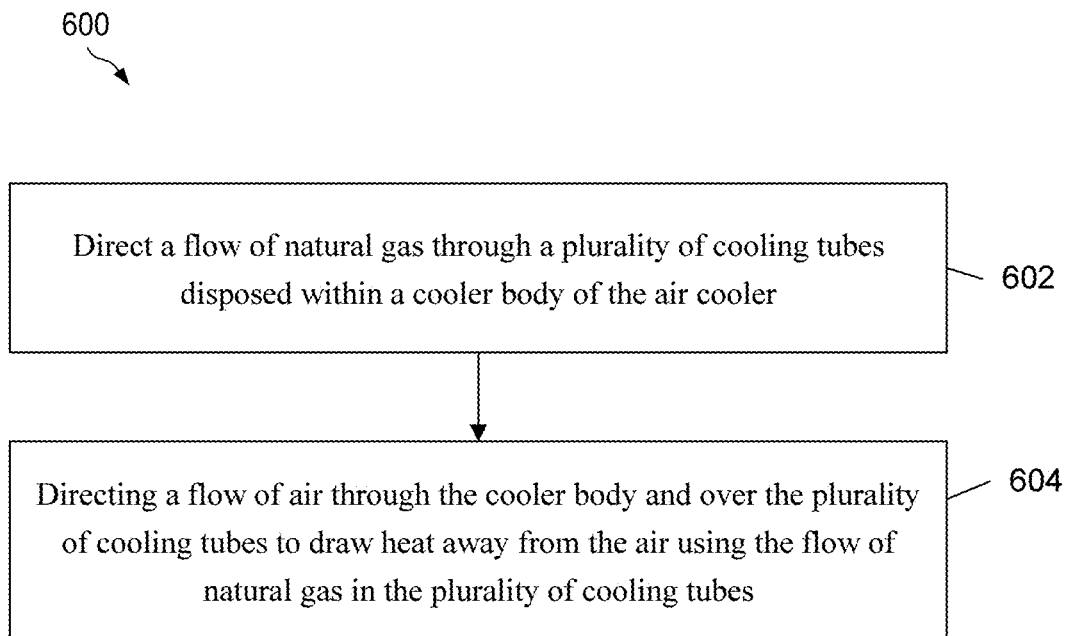 600
Direct a flow of natural gas through a plurality of cooling tubes
disposed within a cooler body of the air cooler
602
Directing a flow of air through the cooler body and over the plurality
of cooling tubes to draw heat away from the air using the flow of
natural gas in the plurality of cooling tubes
604